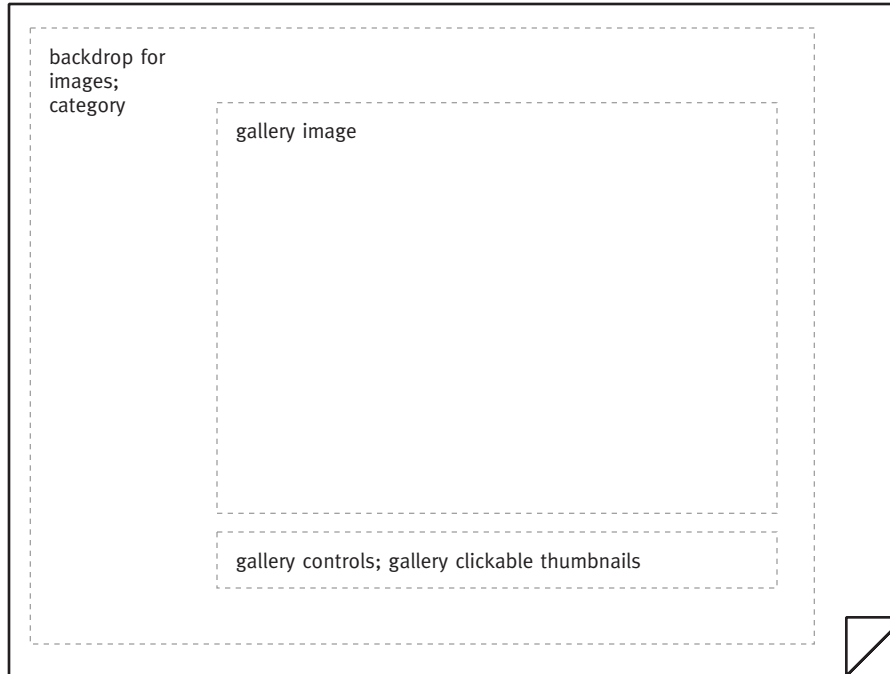 backdrop for
images;
category
gallery image
gallery controls; gallery clickable thumbnails